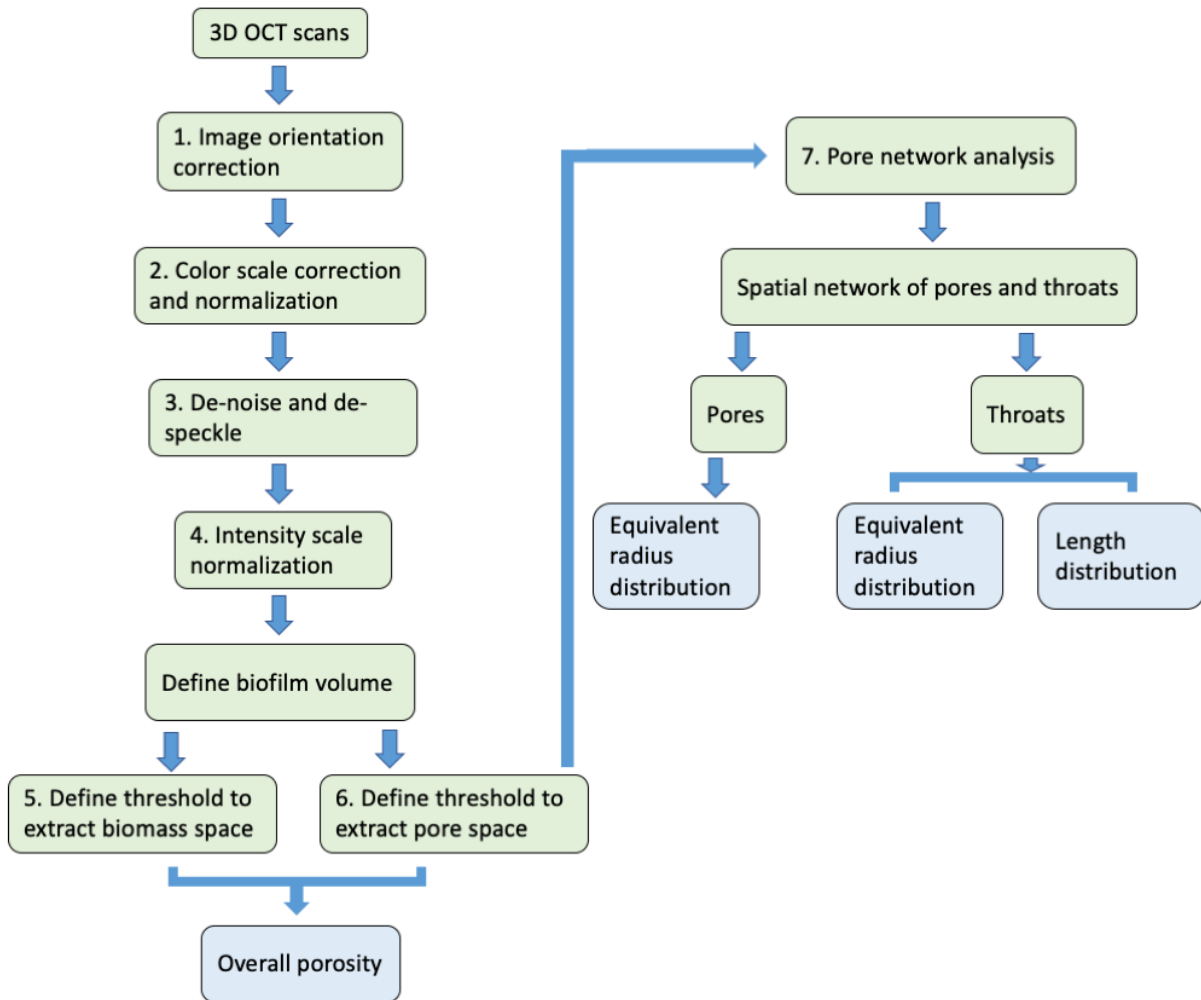 3D OCT scans
1. Image orientation
correction
2. Color scale correction
and normalization
3. De-noise and de-
speckle
4. Intensity scale
normalization
Define biofilm volume
5. Define threshold to
extract biomass space
6. Define threshold to
extract pore space
Overall porosity
7. Pore network analysis
Spatial network of pores and throats
Pores
Throats
Equivalent
radius
distribution
Equivalent
radius
distribution
Length
distribution